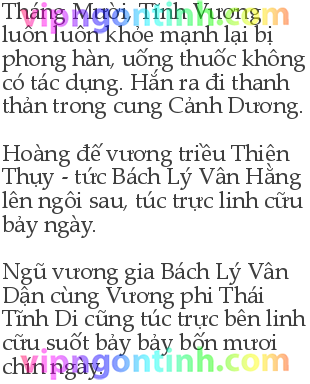 Tháng Mười, Tĩnh Vương
luôn luôn khỏe mạnh lại bị
phong hàn, uống thuốc không
có tác dụng. Hắn ra đi thanh
thản trong cung Cảnh Dương.
Hoàng đế vương triều Thiên
Thụy - tức Bách Lý Vân Hằng
lên ngôi sau, túc trực linh cữu
bảy ngày.
Ngũ vương gia Bách Lý Vân
Dận cùng Vương phi Thái
Tĩnh Di cũng túc trực bên linh
cữu suốt bảy bảy bốn mươi
chín ngày.
vipngontinh.com
vipngontinh.com